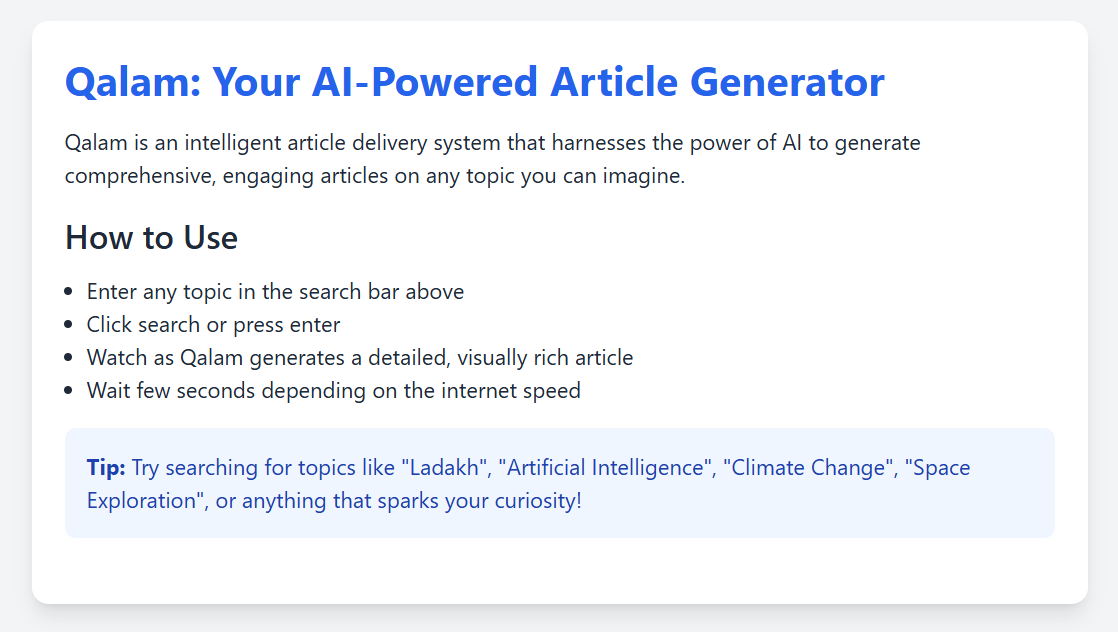 Qalam: Your AI-Powered Article Generator
Qalam is an intelligent article delivery system that harnesses the power of AI to generate
comprehensive, engaging articles on any topic you can imagine.
How to Use
• Enter any topic in the search bar above
• Click search or press enter
• Watch as Qalam generates a detailed, visually rich article
• Wait few seconds depending on the internet speed
Tip: Try searching for topics like "Ladakh", "Artificial Intelligence", "Climate Change", "Space
Exploration", or anything that sparks your curiosity!